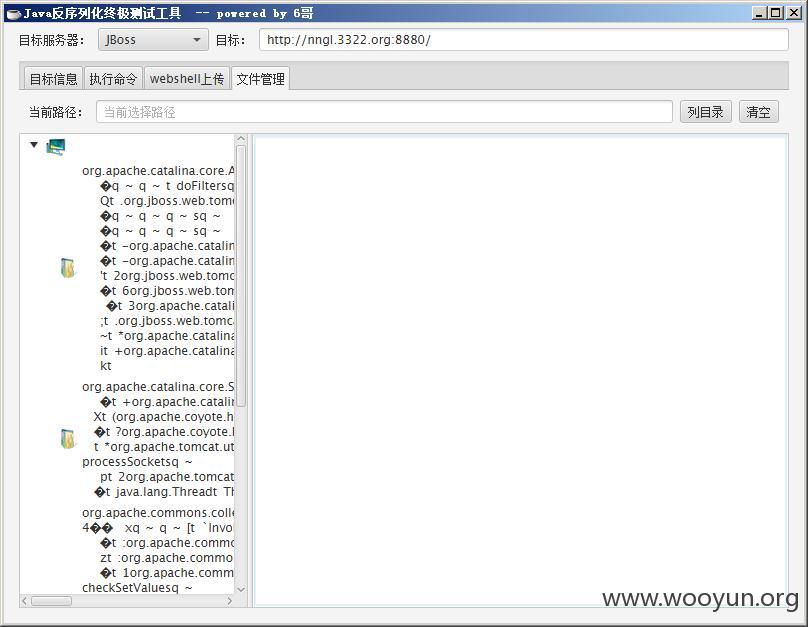 Java反序列化终极测试工具 -- powered by 6哥
目标服务器： JBoss 目标： http://nngl.3322.org:8880/
目标信息 执行命令 webshell上传 文件管理
当前路径： 当前选择路径 列目录 清空
org.apache.catalina.core.A
�q ~ q ~ t doFiltersq
Qt .org.jboss.web.tomc
�q ~ q ~ q ~ sq ~
�q ~ q ~ q ~ sq ~
�t -org.apache.catalin
�t -org.apache.catalin
't 2org.jboss.web.tomc
�t 6org.jboss.web.tom
�t 3org.apache.catali
;t .org.jboss.web.tomc
~t *org.apache.catalina
it +org.apache.catalina
kt
org.apache.catalina.core.S
�t +org.apache.catalin
Xt (org.apache.coyote.h
�t ?org.apache.coyote.
t *org.apache.tomcat.ut
processSocketsq ~
pt 2org.apache.tomcat
�t java.lang.Threadt Th
org.apache.commons.colle
4�� xq ~ q ~ [t `Invo
�t :org.apache.commo
zt :org.apache.commo
�t 1org.apache.comm
checkSetValuesq ~
www.wooyun.org